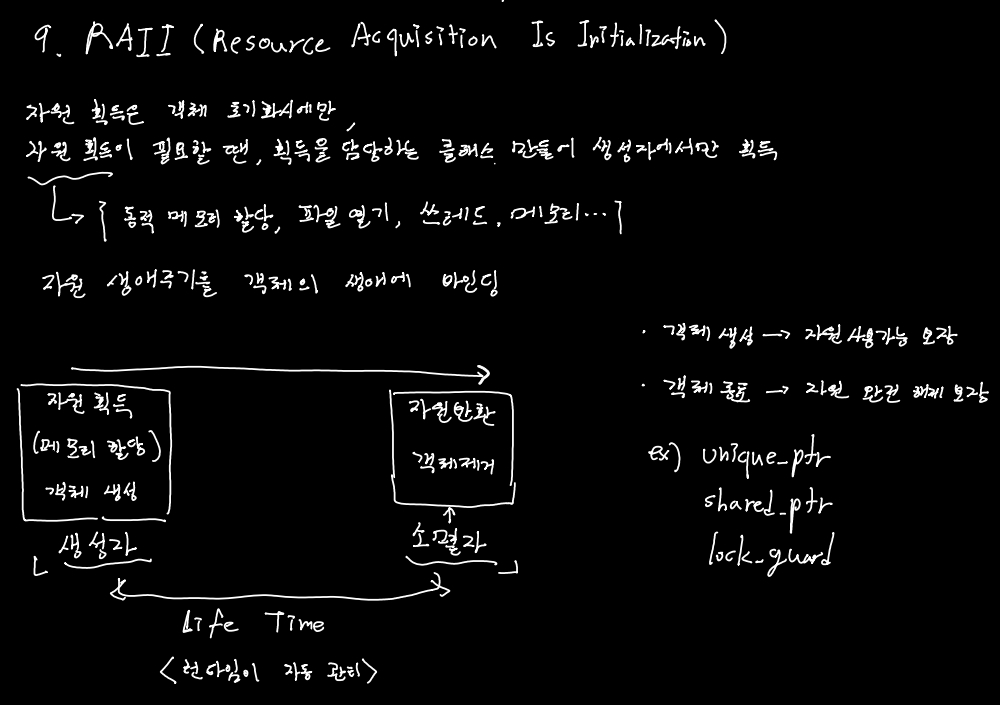 9. RAII (Resource Acquisition Is Initialization)
자원 획득은 객체 초기화시에만
자원 획득이 필요할 땐, 획득을 담당하는 클래스 만들어 생성자에서만 획득
{ 동적 메모리 할당, 파일 열기, 쓰레드, 메모리... }
자원 생애주기를 객체의 생애에 바인딩
· 객체 생성 → 자원 사용가능 보장
· 객체 종료 → 자원 완전 해제 보장
ex) unique_ptr
shared_ptr
lock_guard
자원 획득
(메모리 할당)
객체 생성
생성자
자원반환
객체제거
소멸자
Life Time
<런타임이 자동 관리>